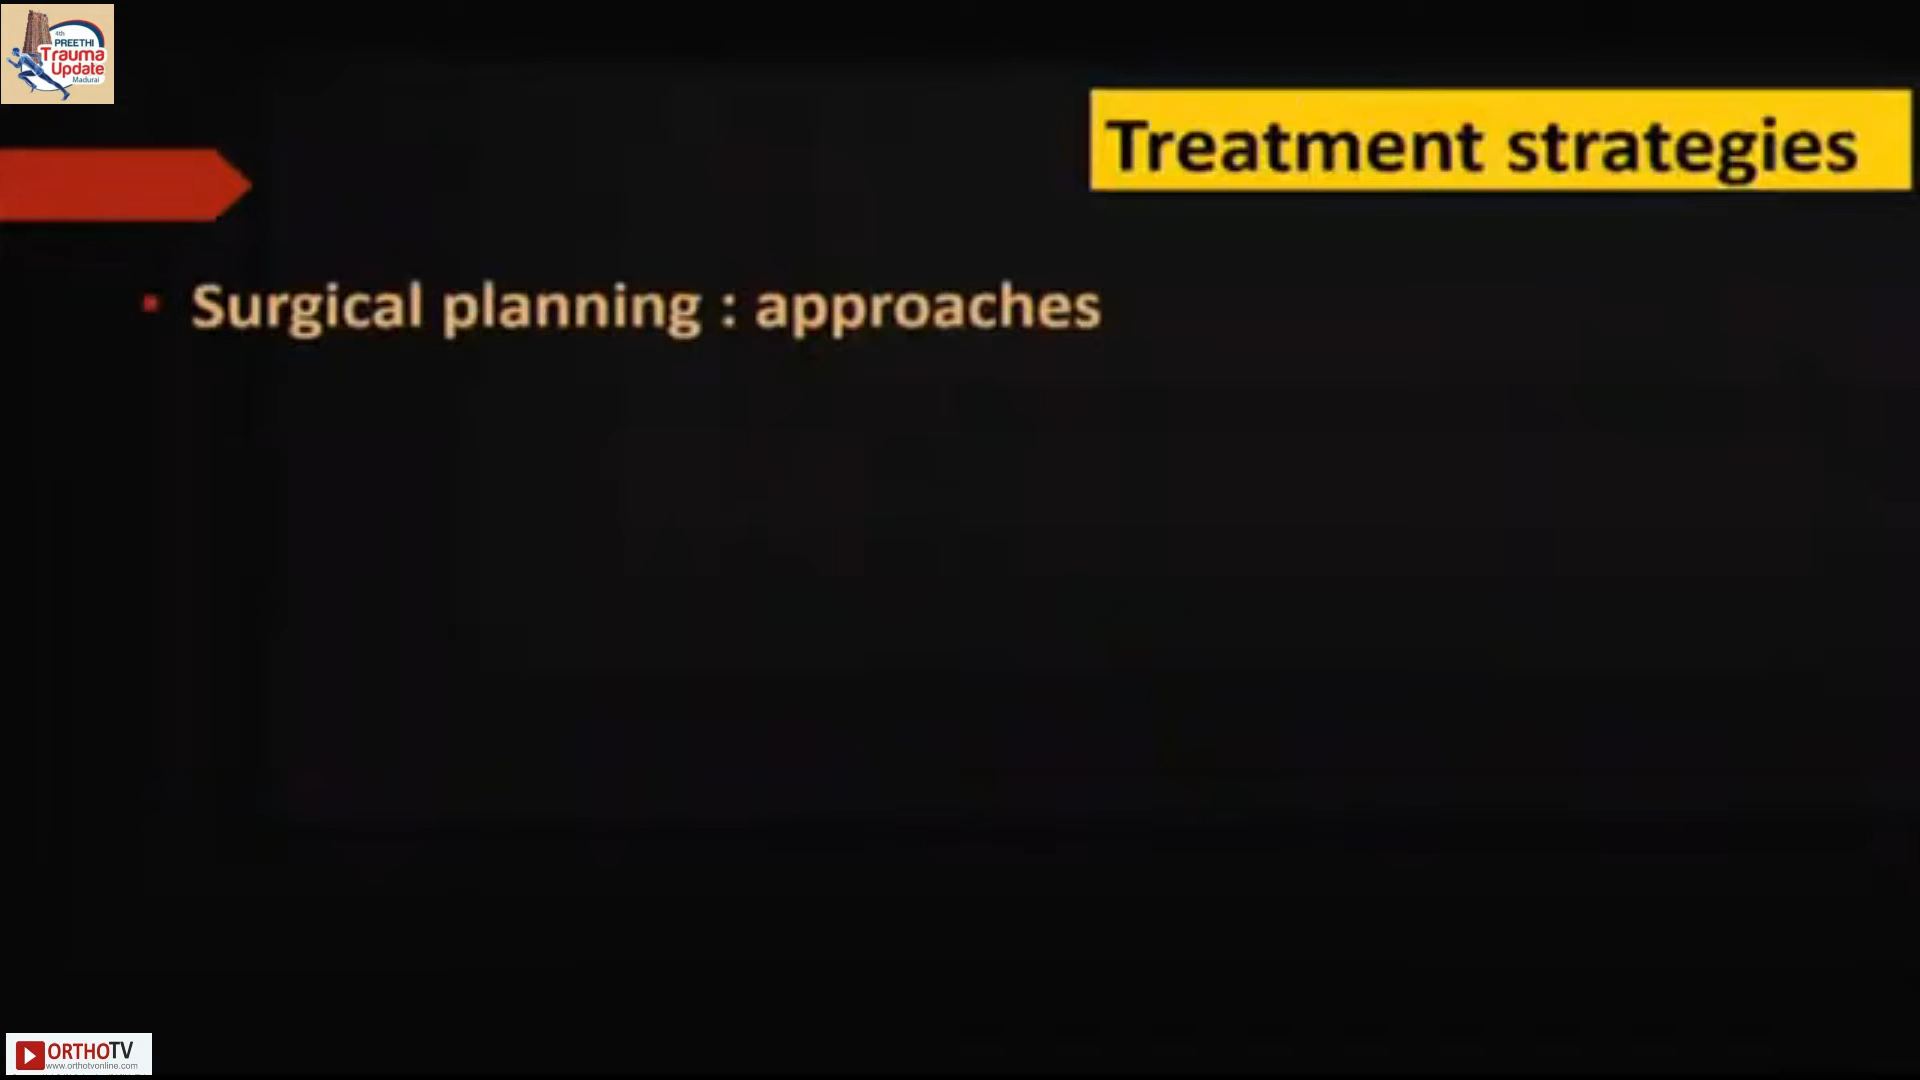 4th
PREETHI
Trauma
Update
Madurai
Treatment strategies
Surgical planning : approaches
ORTHOTV
www.orthotvonline.com